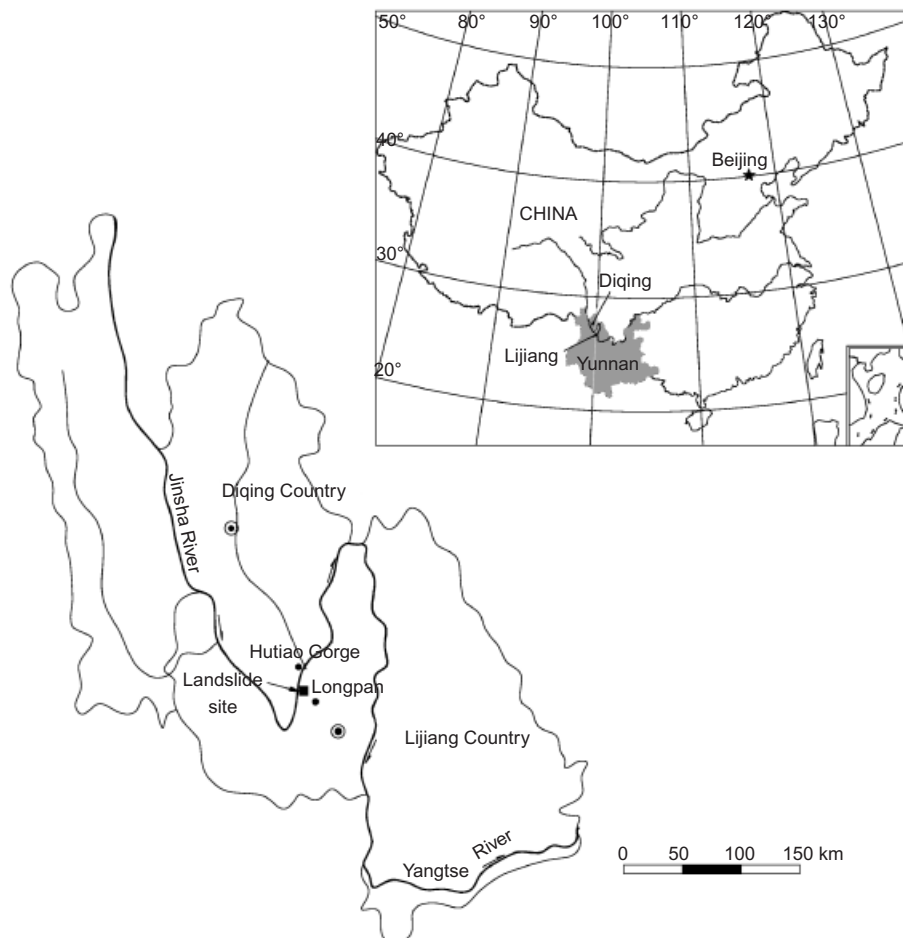 50° 80° 90° 100° 110° 120° 130°
40°
Beijing
CHINA
30°
Diqing
Lijiang
Yunnan
20°
Jinsha River
Diqing Country
Hutiao Gorge
Landslide
site
Longpan
Lijiang Country
Yangtse River
0 50 100 150 km